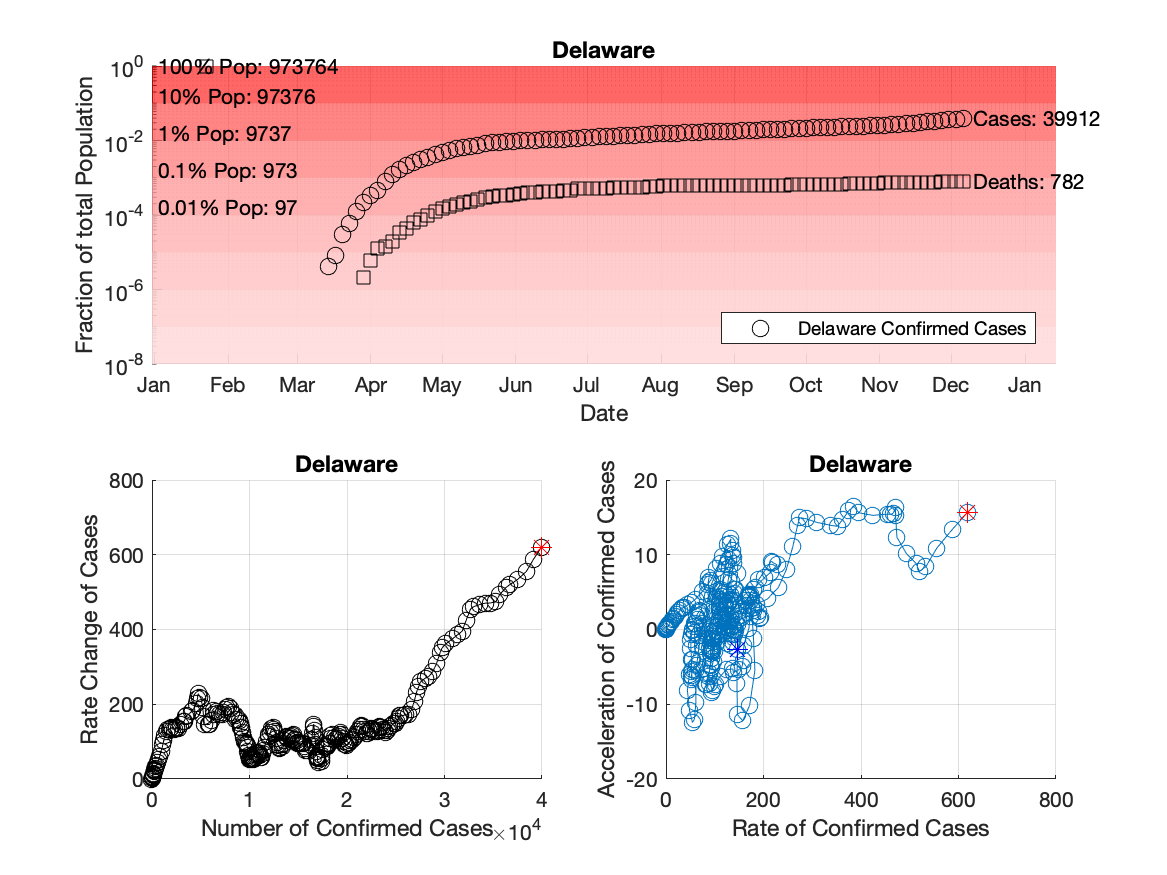 Delaware
Fraction of total Population
10^0
10^-2
10^-4
10^-6
10^-8
100% Pop: 973764
10% Pop: 97376
1% Pop: 9737
0.1% Pop: 973
0.01% Pop: 97
Cases: 39912
Deaths: 782
Delaware Confirmed Cases
Jan Feb Mar Apr May Jun Jul Aug Sep Oct Nov Dec Jan
Date
Delaware
Rate Change of Cases
800
600
400
200
0
0 1 2 3 4
Number of Confirmed Cases
×10^4
Delaware
Acceleration of Confirmed Cases
20
10
0
-10
-20
0 200 400 600 800
Rate of Confirmed Cases